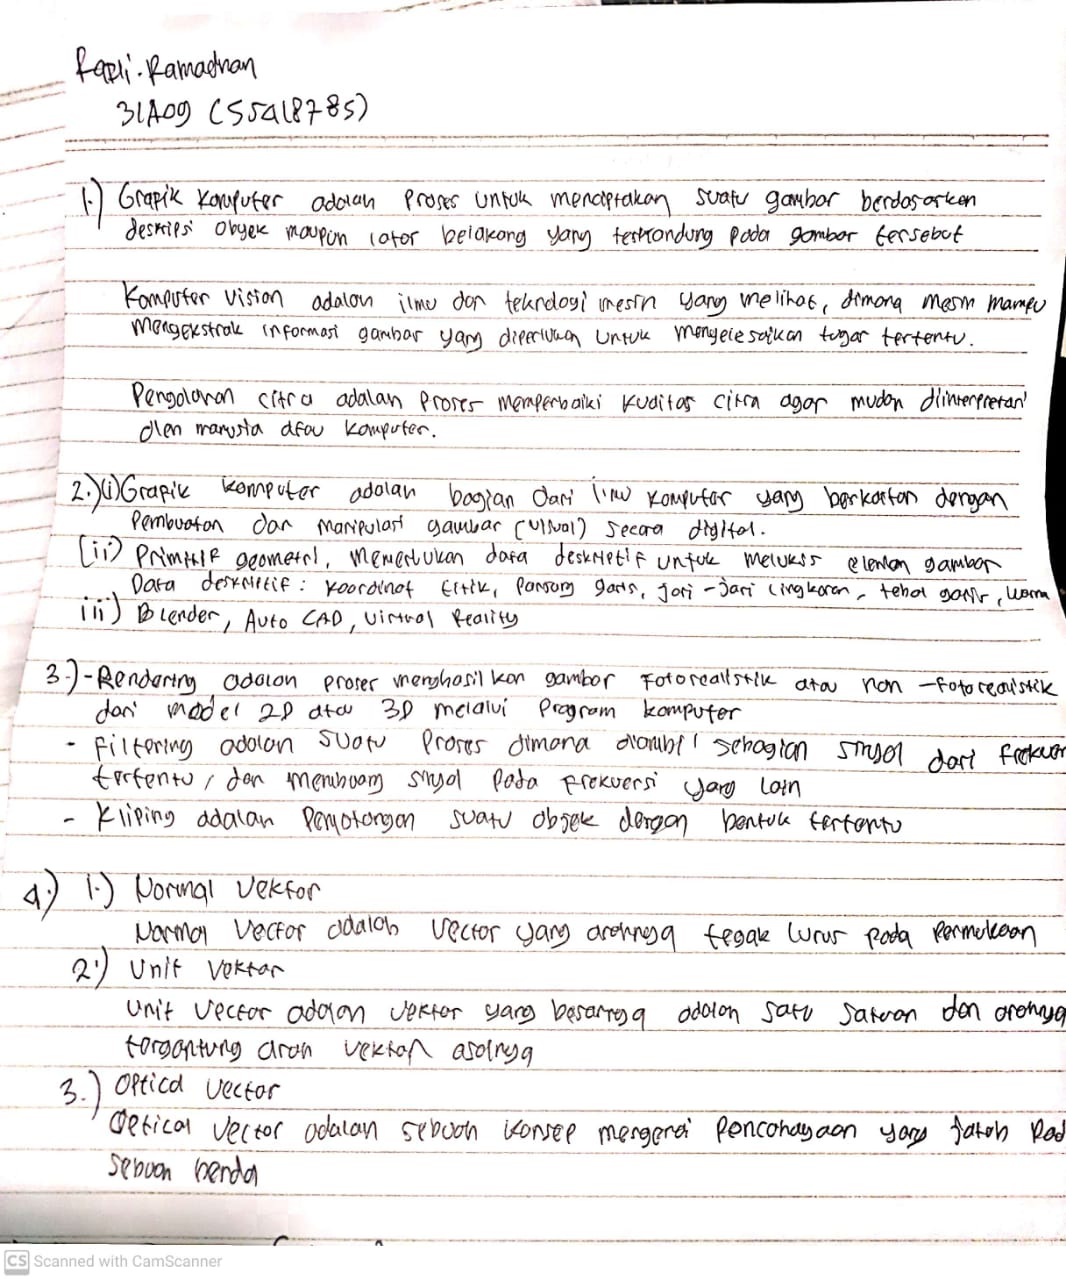 Rapli Ramadhan
3IA09 (55418785)
1.) Grapik Komputer adalah proses untuk menciptakan suatu gambar berdasarkan
deskripsi obyek maupun latar belakang yang terkandung pada gambar tersebut
Komputer Vision adalah ilmu dan teknologi mesin yang melihat, dimana mesin mampu
mengekstrak informasi gambar yang diperlukan untuk menyelesaikan tugas tertentu.
Pengolahan citra adalah proses memperbaiki kualitas citra agar mudah diinterpretasi
oleh manusia atau komputer.
2.) (i) Grapik komputer adalah bagian dari ilmu komputer yang berkaitan dengan
Pembuatan dan manipulasi gambar (visual) secara digital.
(ii) Primitif geometri, memerlukan data deskriptif untuk melukis elemen gambar
Data deskriptif : koordinat titik, panjang garis, jari-jari lingkaran, tebal garis, warna
iii) Blender, Auto CAD, Virtual Reality
3.) - Rendering adalah proses menghasilkan gambar fotorealistik atau non-fotorealistik
dari model 2D atau 3D melalui program komputer
- Filtering adalah suatu proses dimana diambil sebagian sinyal dari frekuen
tertentu, dan membuang sinyal pada frekuensi yang lain
- Kliping adalah pemotongan suatu objek dengan bentuk tertentu
4.) 1.) Normal Vektor
Normal Vector adalah vector yang arahnya tegak lurus pada permukaan
2.) Unit Vektor
Unit Vector adalah vektor yang besarnya adalah satu satuan dan arahnya
tergantung arah vektor asalnya
3.) Optical Vector
Optical Vector adalah sebuah konsep mengenai pencahayaan yang jatuh pad
sebuah benda
CS Scanned with CamScanner